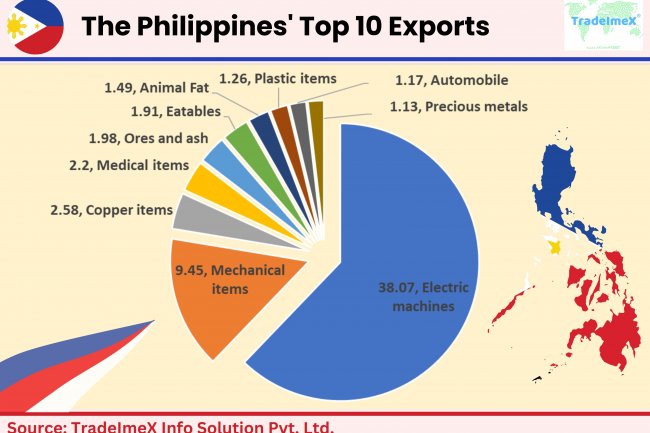 The Philippines' Top 10 Exports
TradeImeX
1.26, Plastic items
1.17, Automobile
1.49, Animal Fat
1.13, Precious metals
1.91, Eatables
1.98, Ores and ash
2.2, Medical items
2.58, Copper items
9.45, Mechanical
items
38.07, Electric
machines
Source: TradeImeX Info Solution Pvt. Ltd.